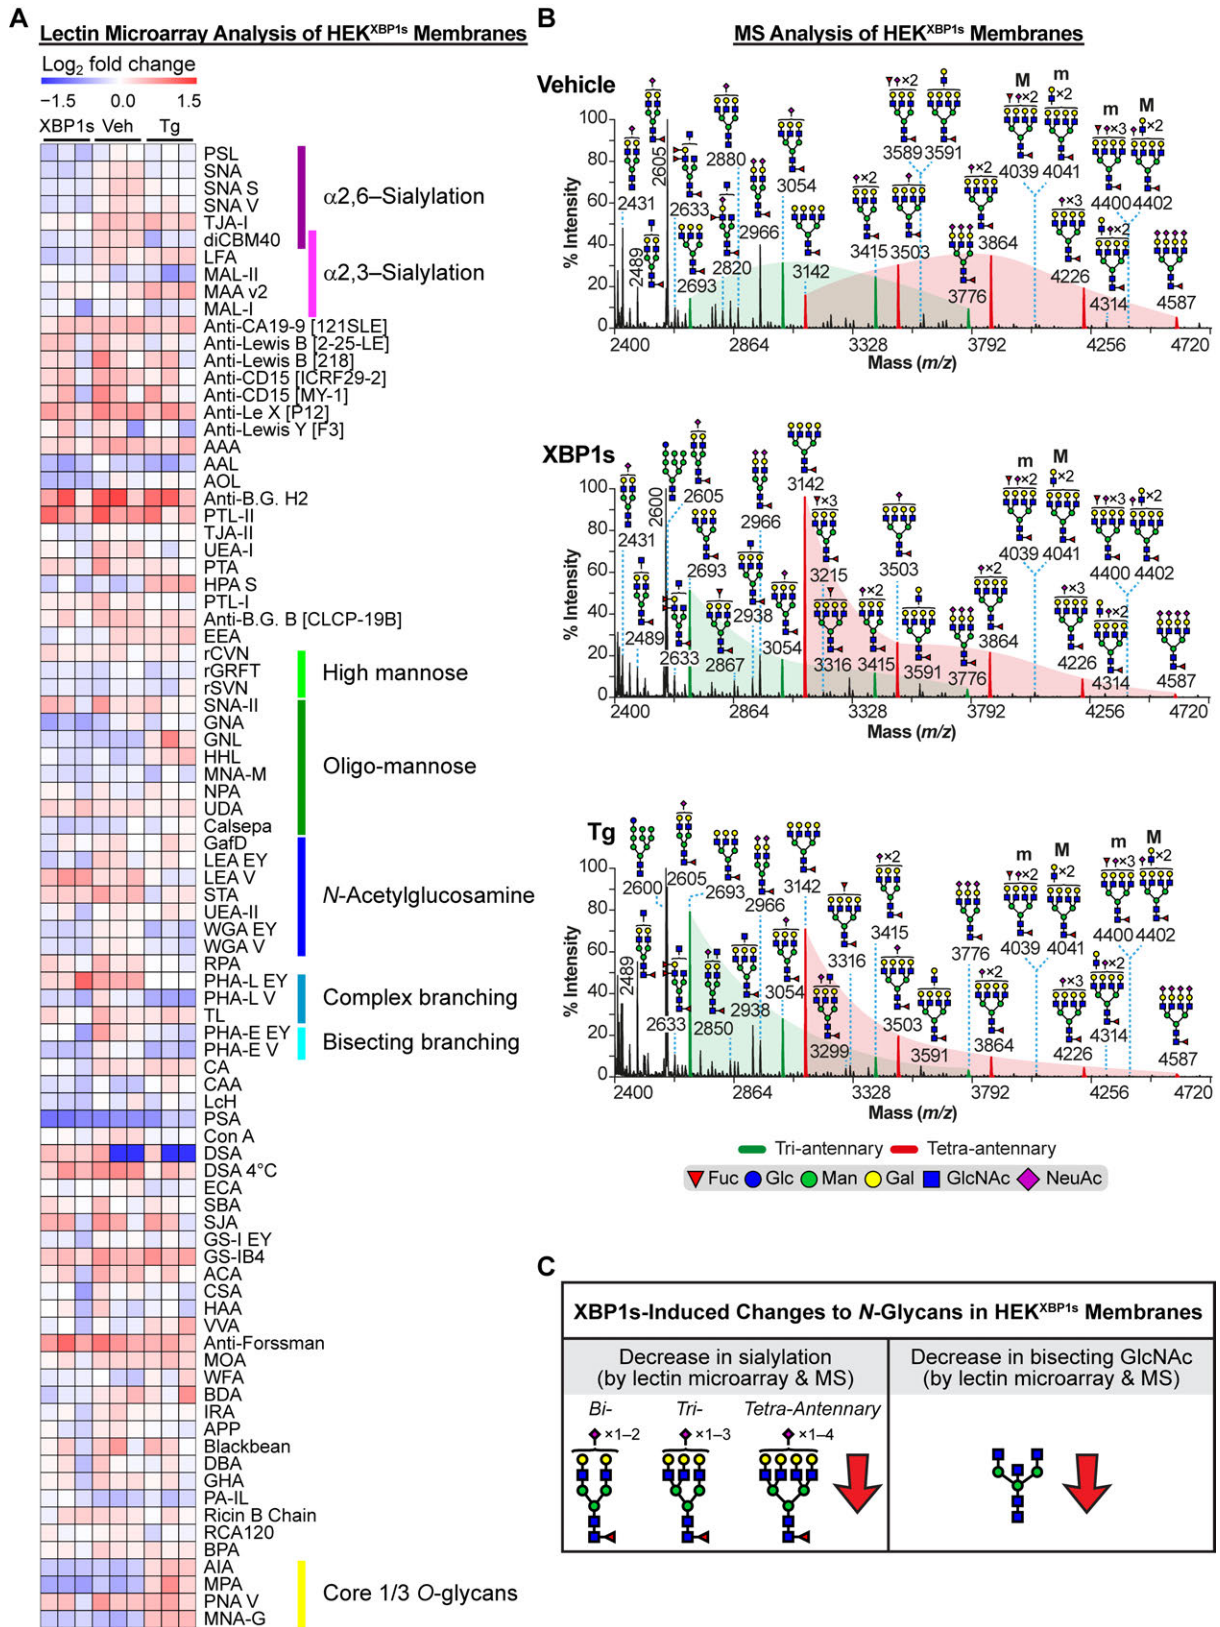 A
Lectin Microarray Analysis of HEK^XBP1s Membranes
Log₂ fold change
−1.5 0.0 1.5
XBP1s Veh Tg
PSL
SNA
SNA S
SNA V
TJA-I
diCBM40
LFA
MAL-II
MAA v2
MAL-I
Anti-CA19-9 [121SLE]
Anti-Lewis B [2-25-LE]
Anti-Lewis B [218]
Anti-CD15 [ICRF29-2]
Anti-CD15 [MY-1]
Anti-Le X [P12]
Anti-Lewis Y [F3]
AAA
AAL
AOL
Anti-B.G. H2
PTL-II
TJA-II
UEA-I
PTA
HPA S
PTL-I
Anti-B.G. B [CLCP-19B]
EEA
rCVN
rGRFT
rSVN
SNA-II
GNA
GNL
HHL
MNA-M
NPA
UDA
Calsepa
GafD
LEA EY
LEA V
STA
UEA-II
WGA EY
WGA V
RPA
PHA-L EY
PHA-L V
TL
PHA-E EY
PHA-E V
CA
CAA
LcH
PSA
Con A
DSA
DSA 4°C
ECA
SBA
SJA
GS-I EY
GS-IB4
ACA
CSA
HAA
VVA
Anti-Forssman
MOA
WFA
BDA
IRA
APP
Blackbean
DBA
GHA
PA-IL
Ricin B Chain
RCA120
BPA
AIA
MPA
PNA V
MNA-G
α2,6–Sialylation
α2,3–Sialylation
High mannose
Oligo-mannose
N-Acetylglucosamine
Complex branching
Bisecting branching
Core 1/3 O-glycans
B
MS Analysis of HEK^XBP1s Membranes
Vehicle
% Intensity
100
80
60
40
20
0
2400 2864 3328 3792 4256 4720
Mass (m/z)
2431
2489
2605
2633
2693
2820
2880
2966
3054
3142
3415
3503
×2
3589
3591
3776
×2
3864
M
×2
4039
m
×2
4041
×2
×3
4226
4314
×2
m
×3
4400
M
×2
4402
4587
XBP1s
% Intensity
100
80
60
40
20
0
2400 2864 3328 3792 4256 4720
Mass (m/z)
2431
2489
2600
2605
2633
2693
2867
2938
2966
3054
3142
×3
3215
3316
×2
3415
3503
3591
3776
×2
3864
m
×2
4039
M
×2
4041
×3
4226
×2
4314
×3
4400
×2
4402
4587
Tg
% Intensity
100
80
60
40
20
0
2400 2864 3328 3792 4256 4720
Mass (m/z)
2489
2600
2605
2633
2693
2850
2938
2966
3054
3142
3299
3316
×2
3415
3503
3591
3776
×2
3864
m
×2
4039
M
×2
4041
×3
4226
×2
4314
m
×3
4400
M
×2
4402
4587
Tri-antennary Tetra-antennary
Fuc Glc Man Gal GlcNAc NeuAc
C
XBP1s-Induced Changes to N-Glycans in HEK^XBP1s Membranes
Decrease in sialylation
(by lectin microarray & MS)
Bi- Tri- Tetra-Antennary
×1–2 ×1–3 ×1–4
Decrease in bisecting GlcNAc
(by lectin microarray & MS)